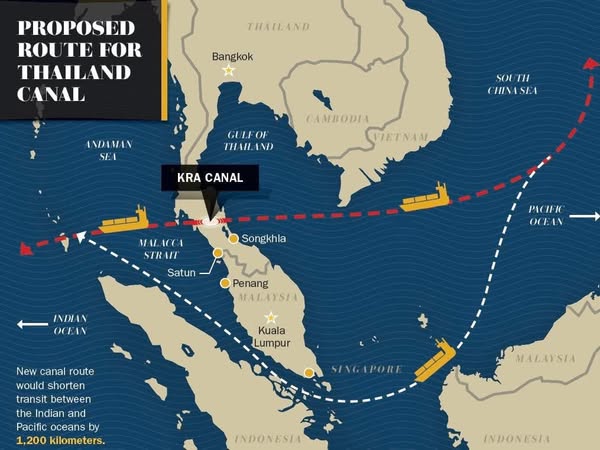 PROPOSED
ROUTE FOR
THAILAND
CANAL
THAILAND
Bangkok
SOUTH
CHINA SEA
CAMBODIA
VIETNAM
ANDAMAN
SEA
GULF OF
THAILAND
KRA CANAL
PACIFIC
OCEAN
MALACCA
STRAIT
Songkhla
Satun
Penang
MALAYSIA
INDIAN
OCEAN
Kuala
Lumpur
MALAYSIA
SINGAPORE
New canal route
would shorten
transit between
the Indian and
Pacific oceans by
1,200 kilometers.
INDONESIA
INDONESIA